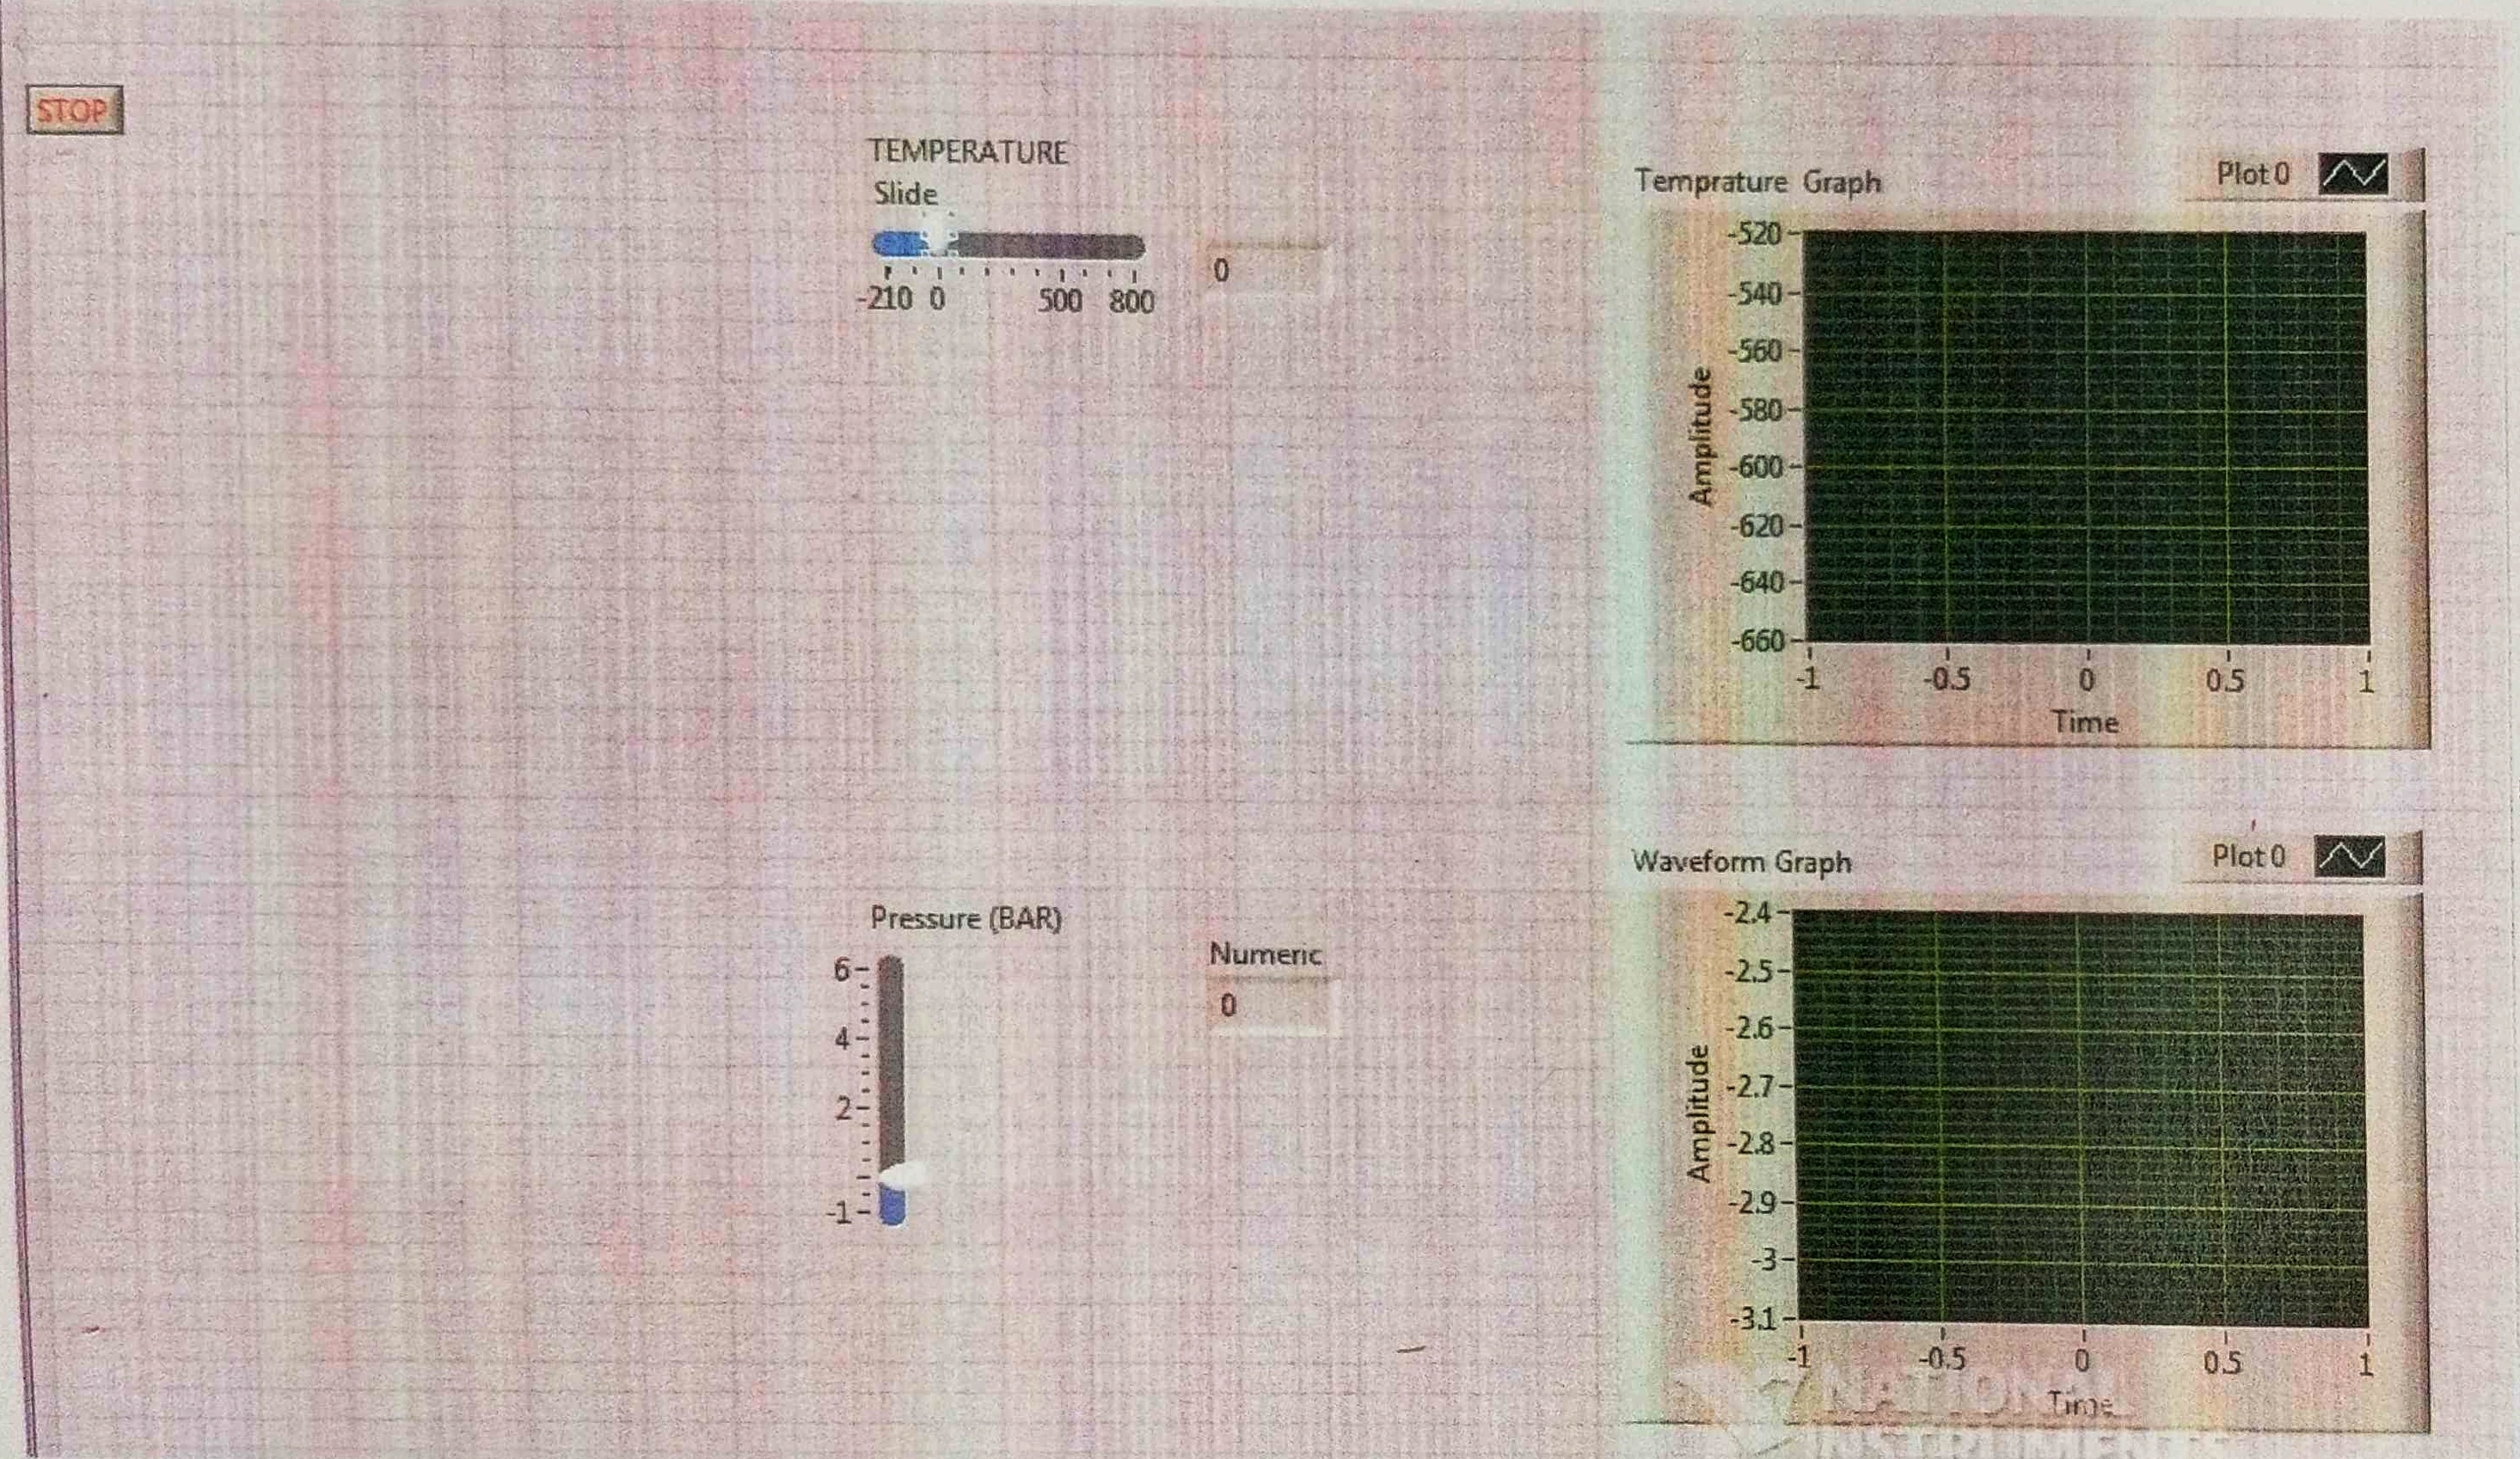 STOP
TEMPERATURE
Slide
-210 0 500 800
0
Temprature Graph
Plot 0
-520
-540
-560
-580
-600
-620
-640
-660
Amplitude
-1 -0.5 0 0.5 1
Time
Pressure (BAR)
6
4
2
-1
Numeric
0
Waveform Graph
Plot 0
-2.4
-2.5
-2.6
-2.7
-2.8
-2.9
-3
-3.1
Amplitude
-1 -0.5 0 0.5 1
Time
NATIONAL
INSTRUMENTS